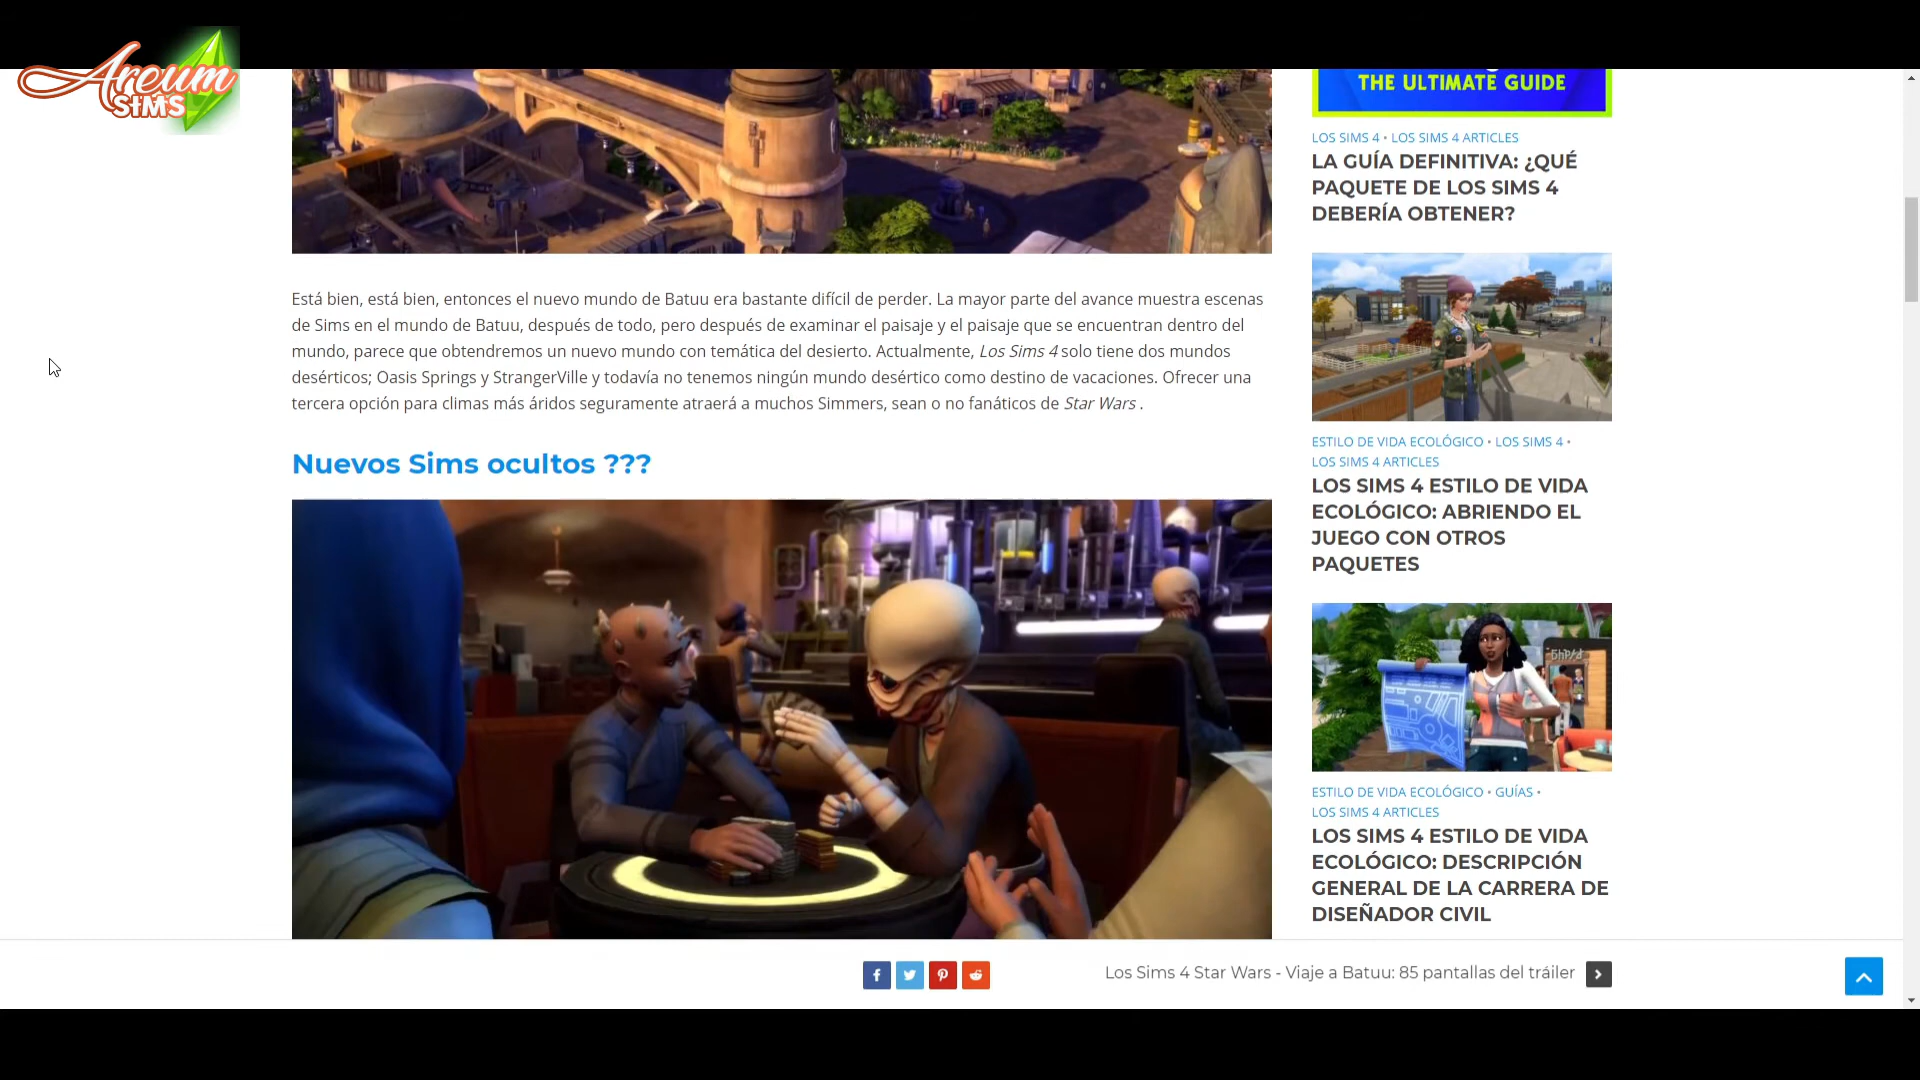 Areum
SIMS
THE ULTIMATE GUIDE
LOS SIMS 4 • LOS SIMS 4 ARTICLES
LA GUÍA DEFINITIVA: ¿QUÉ
PAQUETE DE LOS SIMS 4
DEBERÍA OBTENER?
Está bien, está bien, entonces el nuevo mundo de Batuu era bastante difícil de perder. La mayor parte del avance muestra escenas
de Sims en el mundo de Batuu, después de todo, pero después de examinar el paisaje y el paisaje que se encuentran dentro del
mundo, parece que obtendremos un nuevo mundo con temática del desierto. Actualmente, Los Sims 4 solo tiene dos mundos
desérticos; Oasis Springs y StrangerVille y todavía no tenemos ningún mundo desértico como destino de vacaciones. Ofrecer una
tercera opción para climas más áridos seguramente atraerá a muchos Simmers, sean o no fanáticos de Star Wars .
Nuevos Sims ocultos ???
ESTILO DE VIDA ECOLÓGICO • LOS SIMS 4 •
LOS SIMS 4 ARTICLES
LOS SIMS 4 ESTILO DE VIDA
ECOLÓGICO: ABRIENDO EL
JUEGO CON OTROS
PAQUETES
ESTILO DE VIDA ECOLÓGICO • GUÍAS •
LOS SIMS 4 ARTICLES
LOS SIMS 4 ESTILO DE VIDA
ECOLÓGICO: DESCRIPCIÓN
GENERAL DE LA CARRERA DE
DISEÑADOR CIVIL
Los Sims 4 Star Wars - Viaje a Batuu: 85 pantallas del tráiler